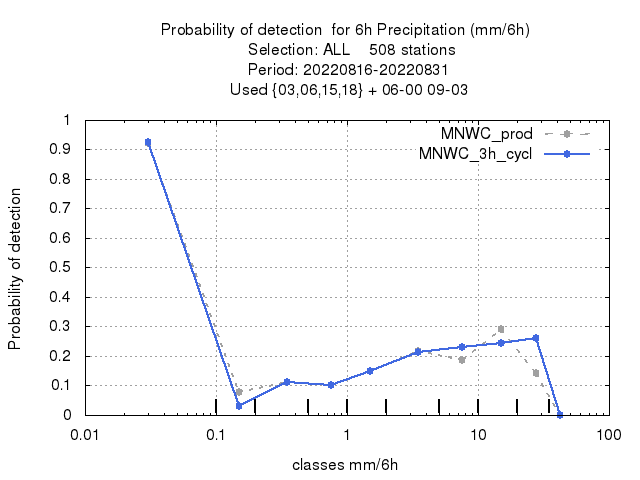 Probability of detection  for 6h Precipitation (mm/6h)
Selection: ALL    508 stations
Period: 20220816-20220831
Used {03,06,15,18} + 06-00 09-03
MNWC_prod
MNWC_3h_cycl
Probability of detection
1
0.9
0.8
0.7
0.6
0.5
0.4
0.3
0.2
0.1
0
0.01
0.1
1
10
100
classes mm/6h